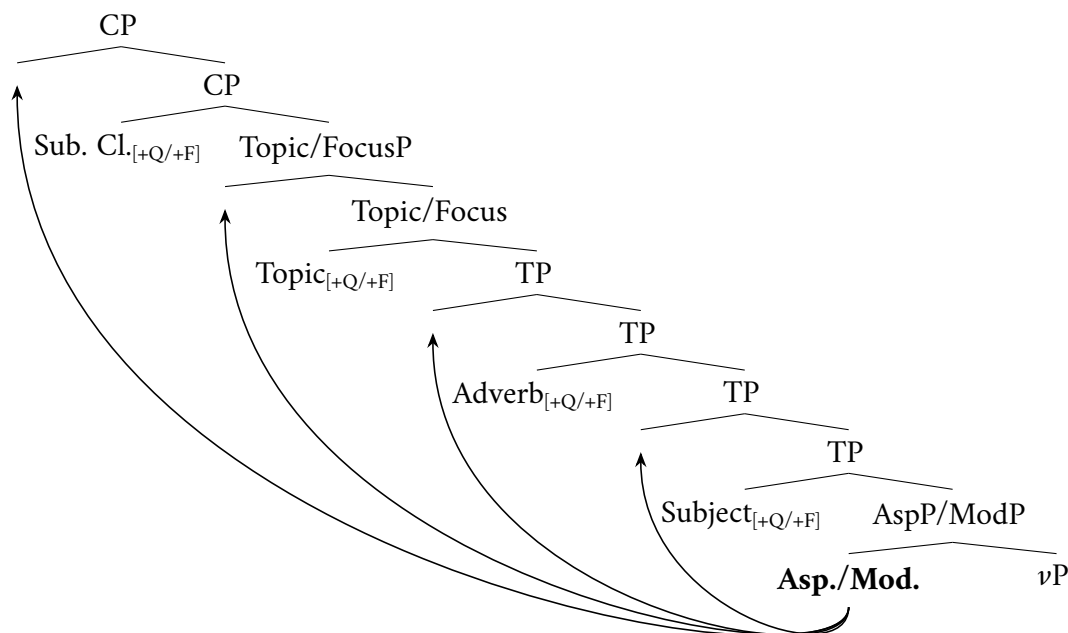 CP
CP
Sub. Cl.[+Q/+F] Topic/FocusP
Topic/Focus
Topic[+Q/+F] TP
TP
Adverb[+Q/+F] TP
TP
Subject[+Q/+F] AspP/ModP
Asp./Mod. vP